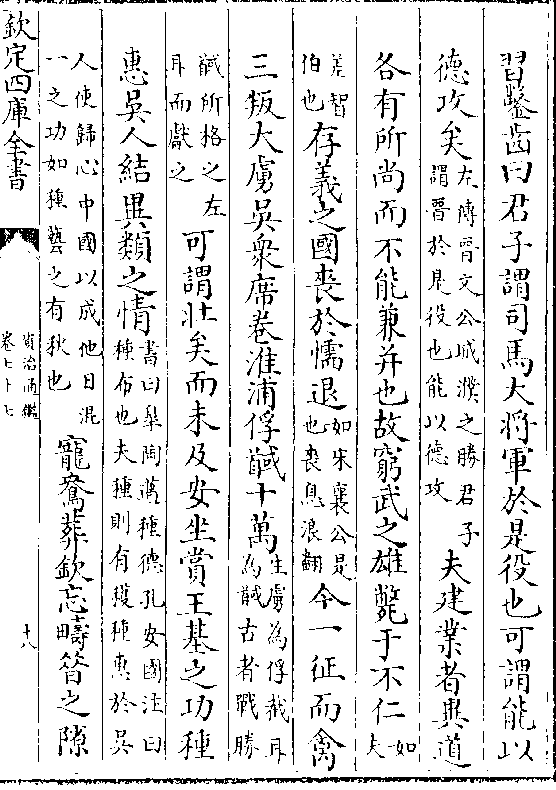 習鑿齒曰君子謂司馬大將軍於是役也可謂能以
德攻矣左傳晉文公城濮之勝君子謂晉於是役也能以德攻夫建業者異道
各有所尚而不能兼并也故窮武之雄斃于不仁如夫
差智伯也存義之國喪於懦退如宋襄公是也喪息浪翻今一征而禽
三叛大虜吳衆席卷淮浦俘馘十萬生虜為俘截耳為馘古者戰勝
馘所格之左耳而獻之可謂壯矣而未及安坐賞王基之功種
惠吳人結異類之情書曰皋陶邁種德孔安國注曰種布也夫種則有獲種惠於吳
人使歸心中國以成他日混一之功如種藝之有秋也寵鴦葬欽忘疇昔之隙
欽定四庫全書
資治通鑑
卷七十七
十八